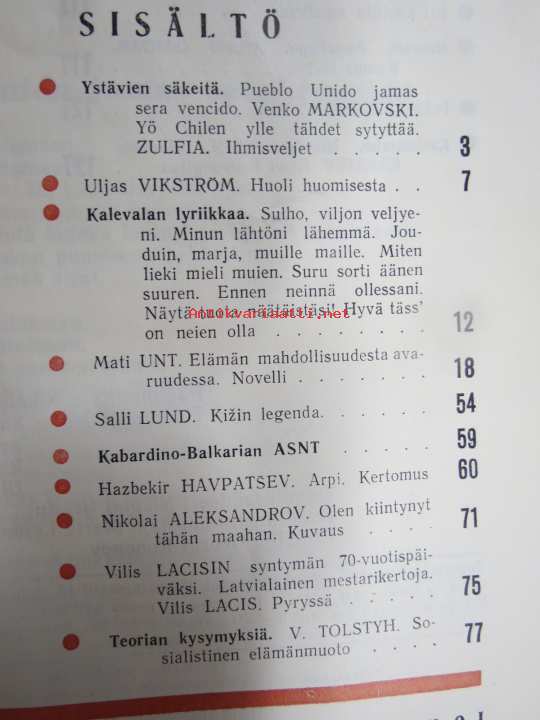 SISÄLTÖ
Ystävien säkeitä. Pueblo Unido jamas
sera vencido. Venko MARKOVSKI.
Yö Chilen ylle tähdet sytyttää.
ZULFIA. Ihmisveljet . . . . . 3
Uljas VIKSTRÖM. Huoli huomisesta . . 7
Kalevalan lyriikkaa. Sulho, viljon veljye-
ni. Minun lähtöni lähemmä. Jou-
duin, marja, muille maille. Miten
lieki mieli muien. Suru sorti äänen
suuren. Ennen neinnä ollessani.
Näytä tuota näätäistäsi! Hyvä täss'
Antikvariaatti.net
on neien olla . . . . . . . . 12
Mati UNT. Elämän mahdollisuudesta ava-
ruudessa. Novelli . . . . . . . 18
Salli LUND. Kižin legenda. . . . . . 54
Kabardino-Balkarian ASNT . . . . . 59
Hazbekir HAVPATSEV. Arpi. Kertomus 60
Nikolai ALEKSANDROV. Olen kiintynyt
tähän maahan. Kuvaus . . . . 71
Vilis LACISIN syntymän 70-vuotispäi-
väksi. Latvialainen mestarikertoja.
Vilis LACIS. Pyryssä . . . . . 75
Teorian kysymyksiä. V. TOLSTYH. So-
sialistinen elämänmuoto . . . . 77